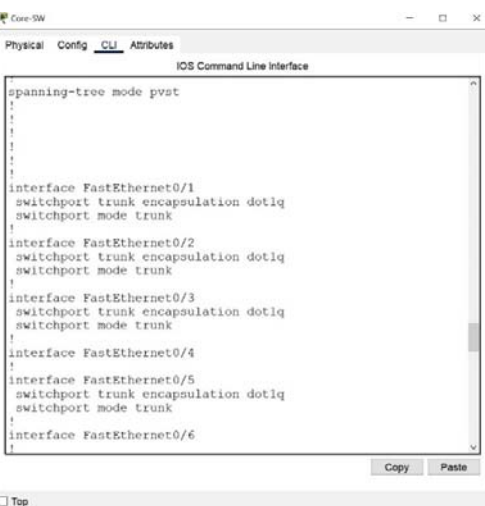 Core-SW
Physical Config CLI Attributes
IOS Command Line Interface
!
spanning-tree mode pvst
!
!
!
!
!
!
interface FastEthernet0/1
switchport trunk encapsulation dot1q
switchport mode trunk
!
interface FastEthernet0/2
switchport trunk encapsulation dot1q
switchport mode trunk
!
interface FastEthernet0/3
switchport trunk encapsulation dot1q
switchport mode trunk
!
interface FastEthernet0/4
!
interface FastEthernet0/5
switchport trunk encapsulation dot1q
switchport mode trunk
!
interface FastEthernet0/6
!
Copy Paste
Top